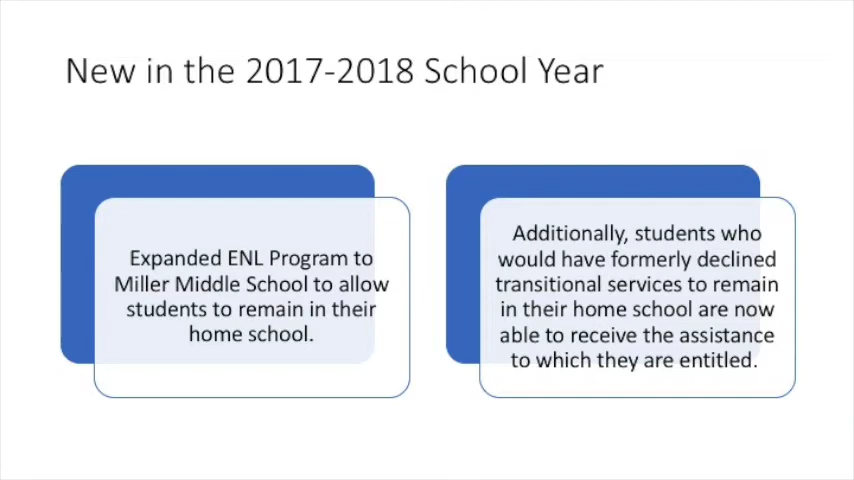 New in the 2017-2018 School Year
Expanded ENL Program to
Miller Middle School to allow
students to remain in their
home school.
Additionally, students who
would have formerly declined
transitional services to remain
in their home school are now
able to receive the assistance
to which they are entitled.